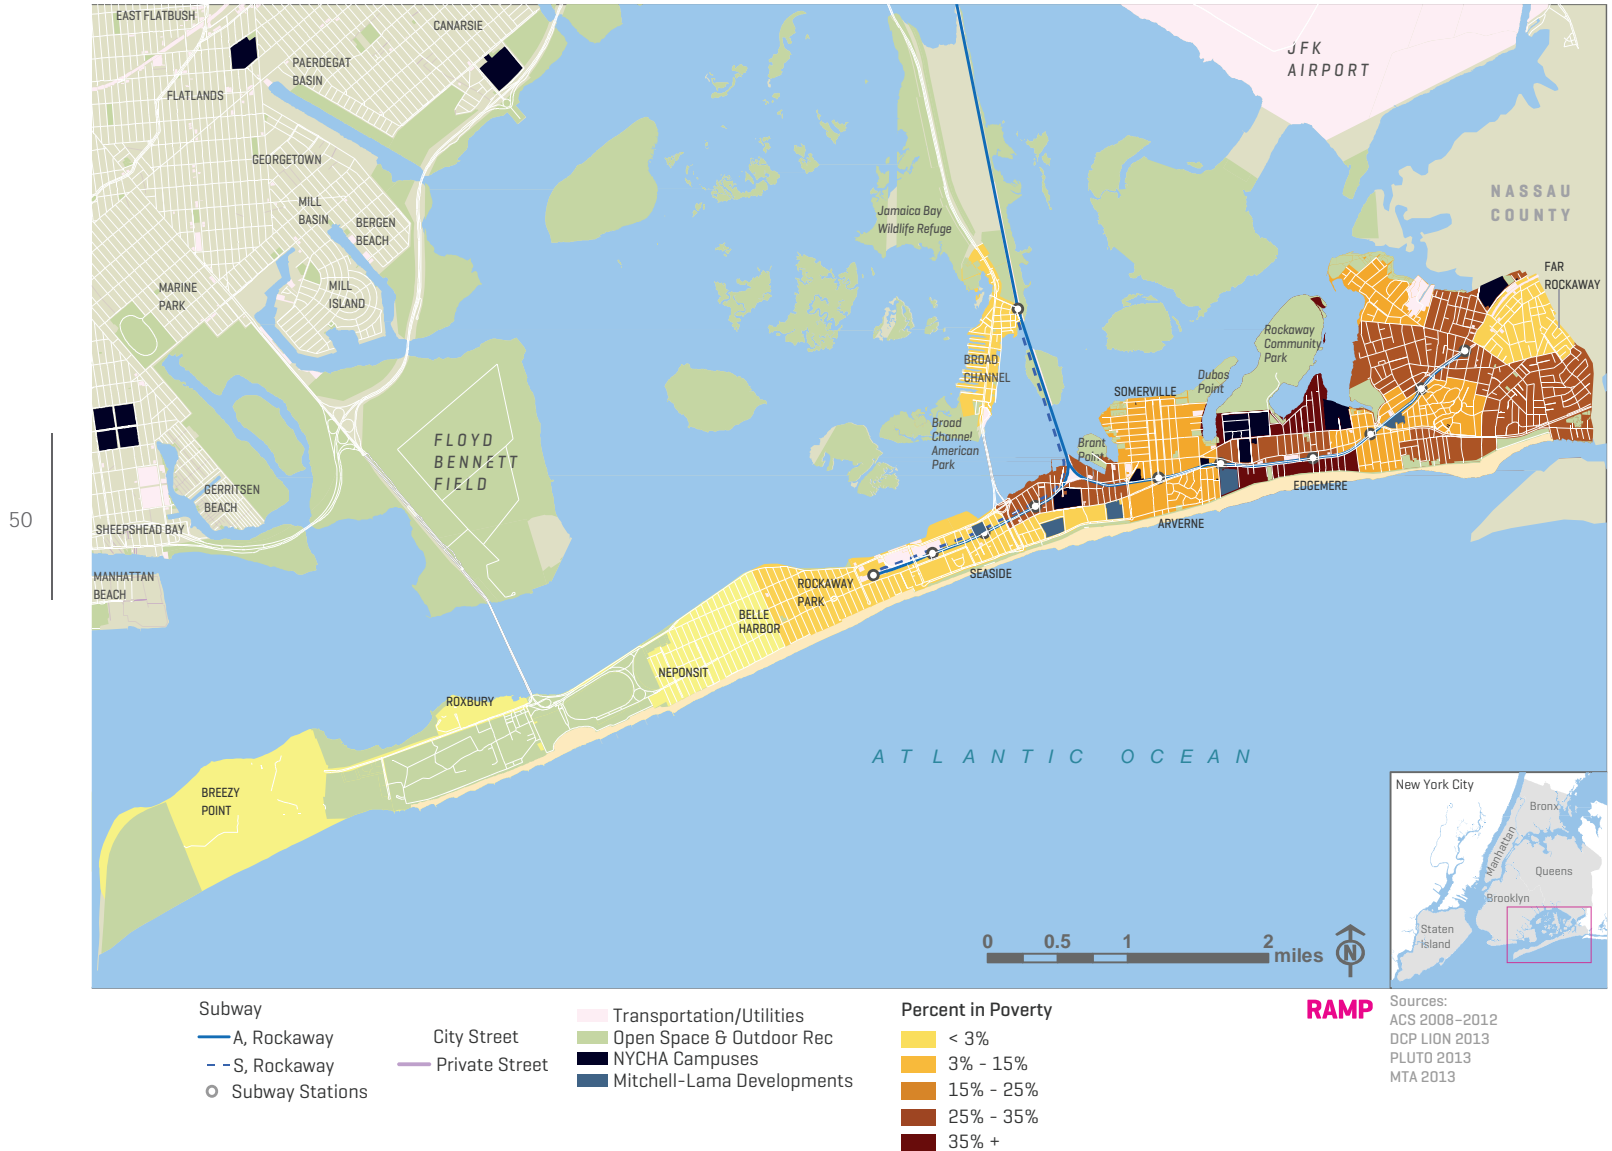 EAST FLATBUSH
CANARSIE
PAERDEGAT
BASIN
FLATLANDS
GEORGETOWN
MILL
BASIN
BERGEN
BEACH
MARINE
PARK
MILL
ISLAND
JFK
AIRPORT
NASSAU
COUNTY
Jamaica Bay
Wildlife Refuge
FAR
ROCKAWAY
Rockaway
Community
Park
BROAD
CHANNEL
Dubos
Point
SOMERVILLE
Broad
Channel
American
Park
Brant
Point
FLOYD
BENNETT
FIELD
GERRITSEN
BEACH
SHEEPSHEAD BAY
MANHATTAN
BEACH
50
EDGEMERE
ARVERNE
SEASIDE
ROCKAWAY
PARK
BELLE
HARBOR
NEPONSIT
ROXBURY
BREEZY
POINT
ATLANTIC OCEAN
New York City
Bronx
Manhattan
Queens
Brooklyn
Staten
Island
0 0.5 1 2 miles
N
Subway
A, Rockaway
S, Rockaway
Subway Stations
City Street
Private Street
Transportation/Utilities
Open Space & Outdoor Rec
NYCHA Campuses
Mitchell-Lama Developments
Percent in Poverty
< 3%
3% - 15%
15% - 25%
25% - 35%
35% +
RAMP
Sources:
ACS 2008-2012
DCP LION 2013
PLUTO 2013
MTA 2013